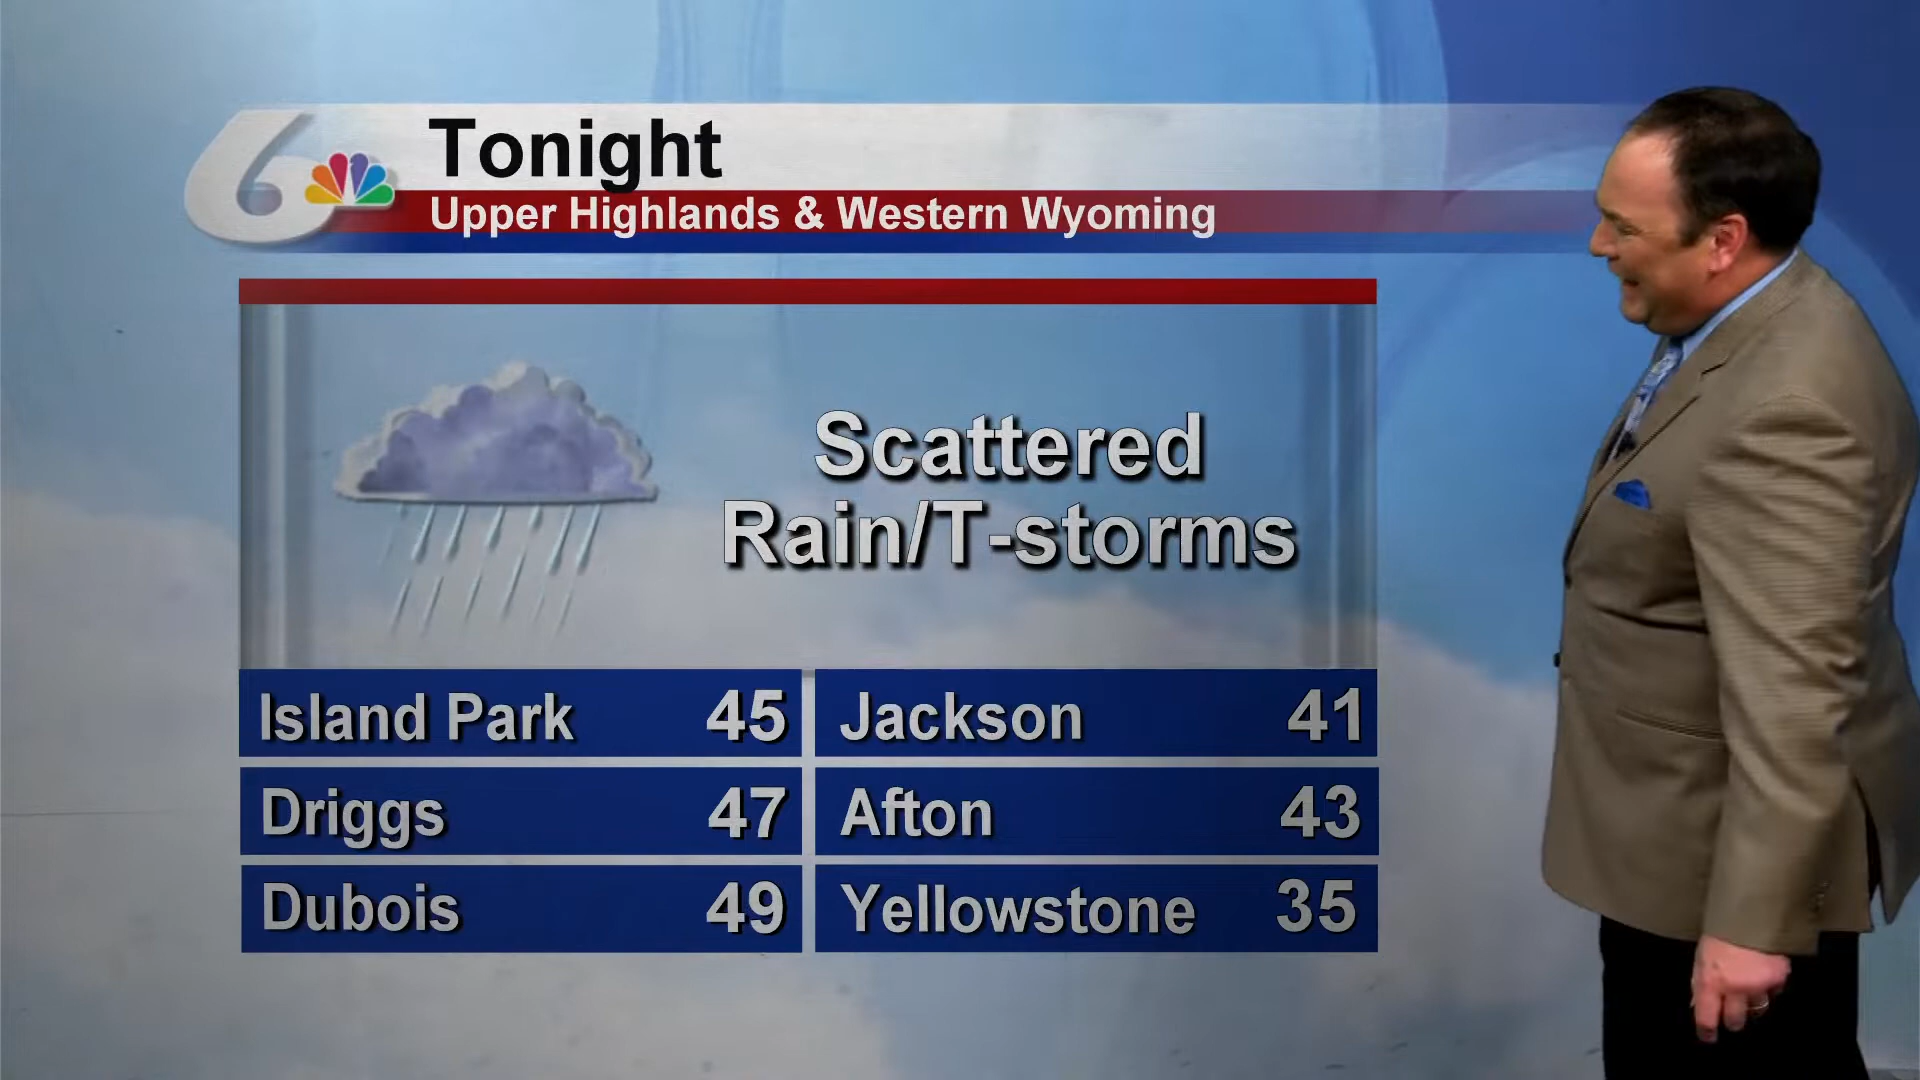 6
Tonight
Upper Highlands & Western Wyoming
Scattered
Rain/T-storms
Island Park 45 Jackson 41
Driggs 47 Afton 43
Dubois 49 Yellowstone 35